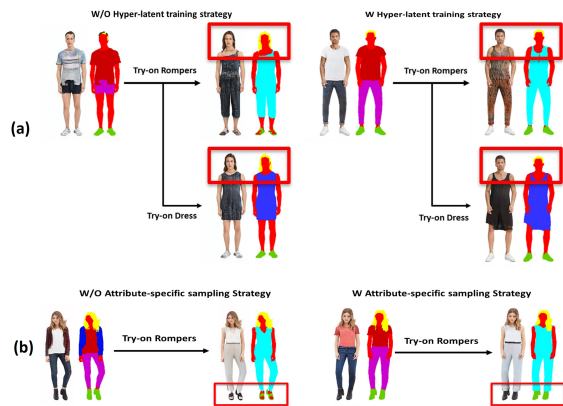 W/O Hyper-latent training strategy
W Hyper-latent training strategy
Try-on Rompers
Try-on Rompers
(a)
Try-on Dress
Try-on Dress
W/O Attribute-specific sampling Strategy
W Attribute-specific sampling Strategy
(b)
Try-on Rompers
Try-on Rompers